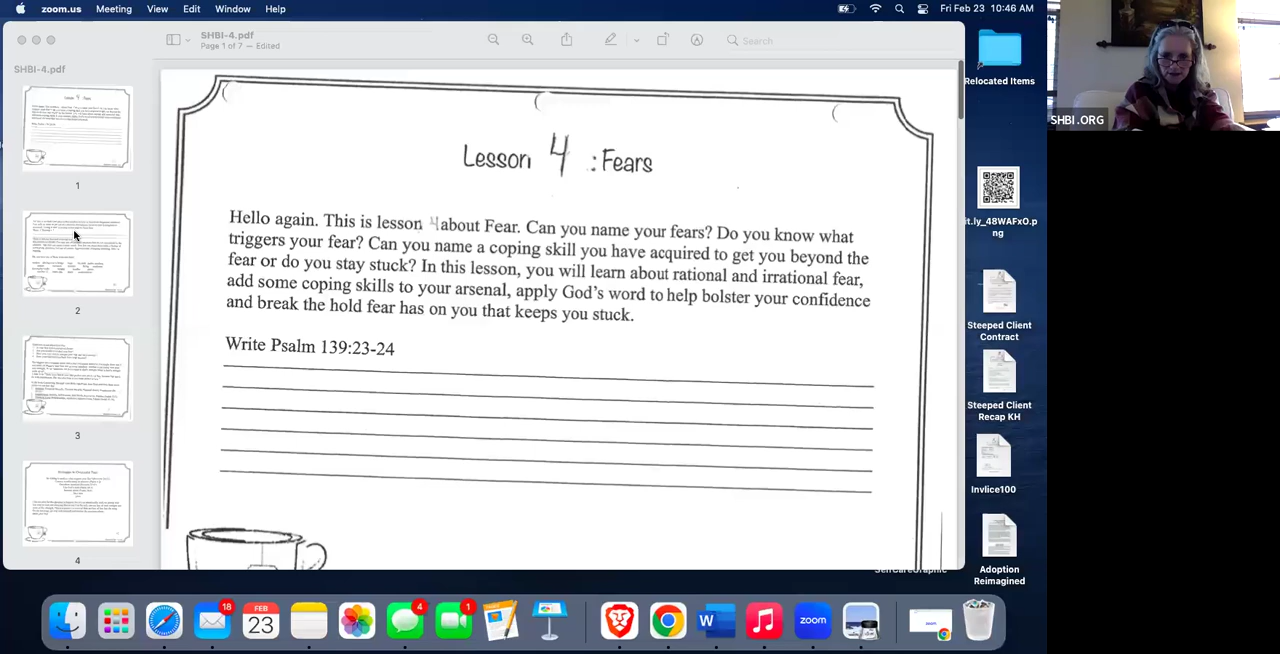 zoom.us Meeting View Edit Window Help
Fri Feb 23 10:46 AM
SHBI-4.pdf
Page 1 of 7 — Edited
Search
SHBI-4.pdf
1
2
3
4
Lesson 4 : Fears
Hello again. This is lesson 4 about Fear. Can you name your fears? Do you know what
triggers your fear? Can you name a coping skill you have acquired to get you beyond the
fear or do you stay stuck? In this lesson, you will learn about rational and irrational fear,
add some coping skills to your arsenal, apply God's word to help bolster your confidence
and break the hold fear has on you that keeps you stuck.
Write Psalm 139:23-24
Relocated Items
it.ly_48WAFxO.p
ng
Steeped Client
Contract
Steeped Client
Recap KH
Invlice100
Adoption
Reimagined
SHBI.ORG
18
FEB
23
4
1
W
zoom